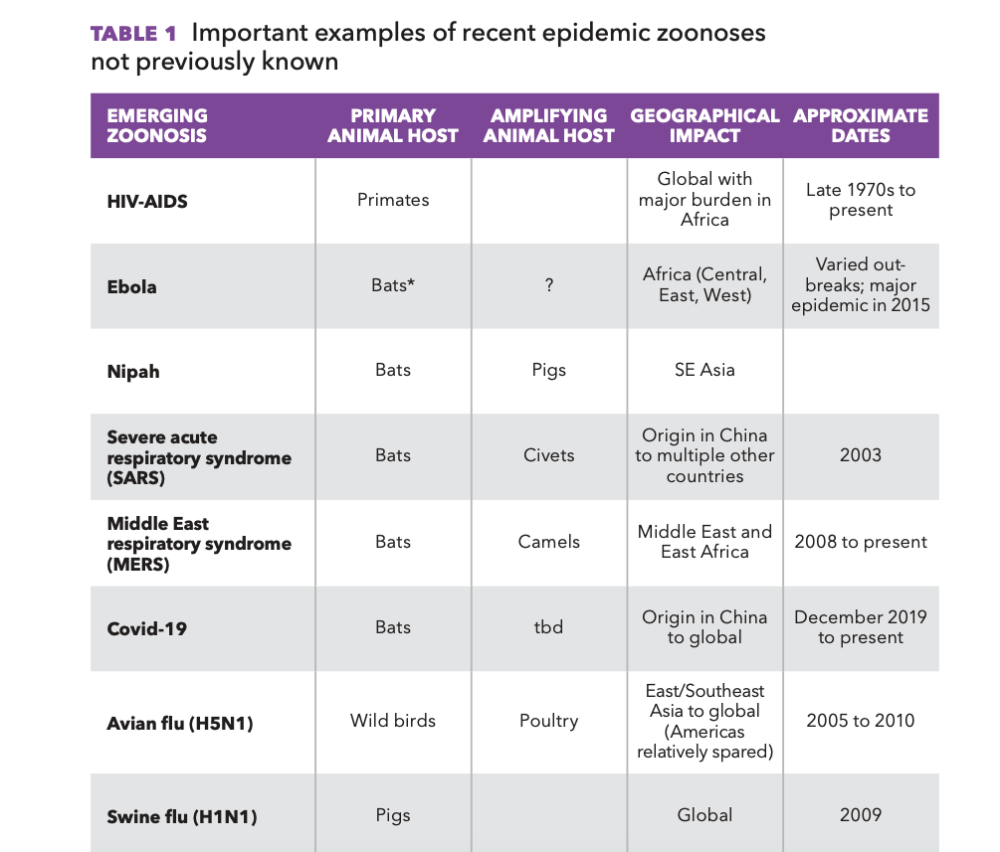 TABLE 1 Important examples of recent epidemic zoonoses
not previously known
EMERGING
ZOONOSIS
PRIMARY
ANIMAL HOST
AMPLIFYING
ANIMAL HOST
GEOGRAPHICAL
IMPACT
APPROXIMATE
DATES
HIV-AIDS
Primates
Global with
major burden in
Africa
Late 1970s to
present
Ebola
Bats*
?
Africa (Central,
East, West)
Varied out-
breaks; major
epidemic in 2015
Nipah
Bats
Pigs
SE Asia
Severe acute
respiratory syndrome
(SARS)
Bats
Civets
Origin in China
to multiple other
countries
2003
Middle East
respiratory syndrome
(MERS)
Bats
Camels
Middle East and
East Africa
2008 to present
Covid-19
Bats
tbd
Origin in China
to global
December 2019
to present
Avian flu (H5N1)
Wild birds
Poultry
East/Southeast
Asia to global
(Americas
relatively spared)
2005 to 2010
Swine flu (H1N1)
Pigs
Global
2009